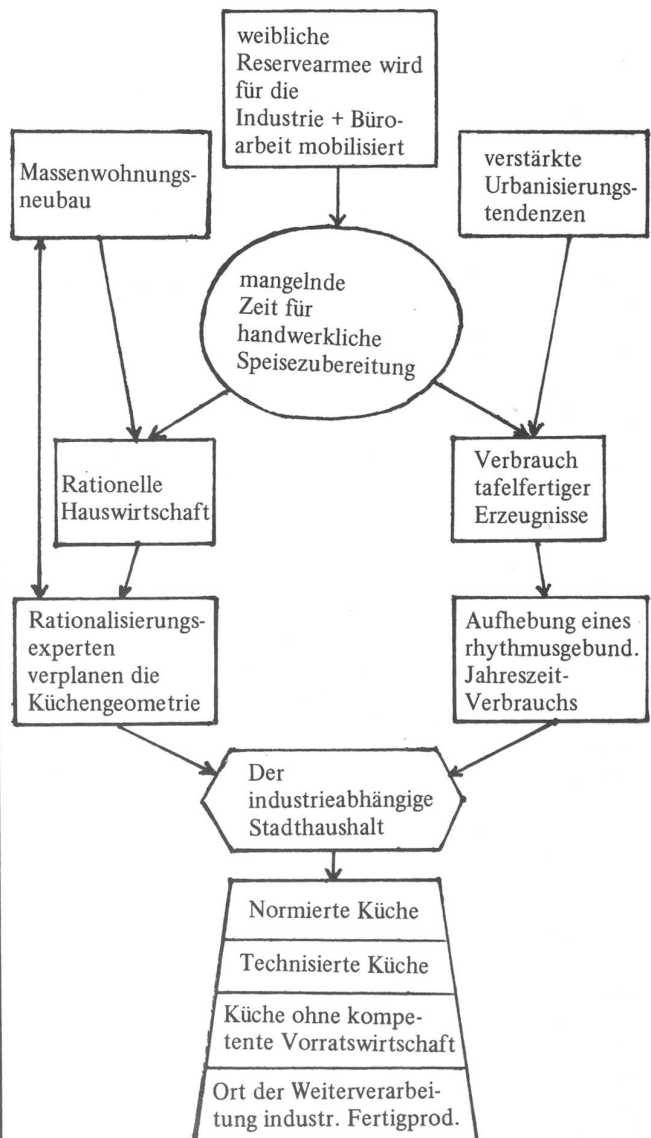 weibliche
Reservearmee wird
für die
Industrie + Büro-
arbeit mobilisiert
Massenwohnungs-
neubau
verstärkte
Urbanisierungs-
tendenzen
mangelnde
Zeit für
handwerkliche
Speisezubereitung
Rationelle
Hauswirtschaft
Verbrauch
tafelfertiger
Erzeugnisse
Rationalisierungs-
experten
verplanen die
Küchengeometrie
Aufhebung eines
rhythmusgebund.
Jahreszeit-
Verbrauchs
Der
industrieabhängige
Stadthaushalt
Normierte Küche
Technisierte Küche
Küche ohne kompe-
tente Vorratswirtschaft
Ort der Weiterverarbei-
tung industr. Fertigprod.